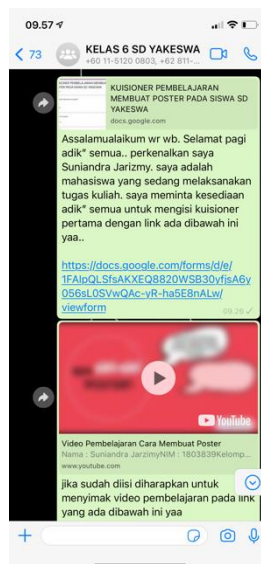 09.57
73
KELAS 6 SD YAKESWA
+60 11-5120 0803, +62 811-...
KUISIONER PEMBELAJARAN
MEMBUAT POSTER PADA SISWA SD
YAKESWA
docs.google.com
Assalamualaikum wr wb. Selamat pagi
adik" semua.. perkenalkan saya
Suniandra Jarizmy. saya adalah
mahasiswa yang sedang melaksanakan
tugas kuliah. saya meminta kesediaan
adik" semua untuk mengisi kuisioner
pertama dengan link ada dibawah ini
yaa..
https://docs.google.com/forms/d/e/
1FAIpQLSfsAKXEQ8820WSB30yfjsA6y
056sL0SVwQAc-yR-ha5E8nALw/
viewform
09.26
YouTube
Video Pembelajaran Cara Membuat Poster
Nama : Suniandra JarzimyNIM : 1803839Kelomp...
www.youtube.com
jika sudah diisi diharapkan untuk
menyimak video pembelajaran pada link
yang ada dibawah ini yaa